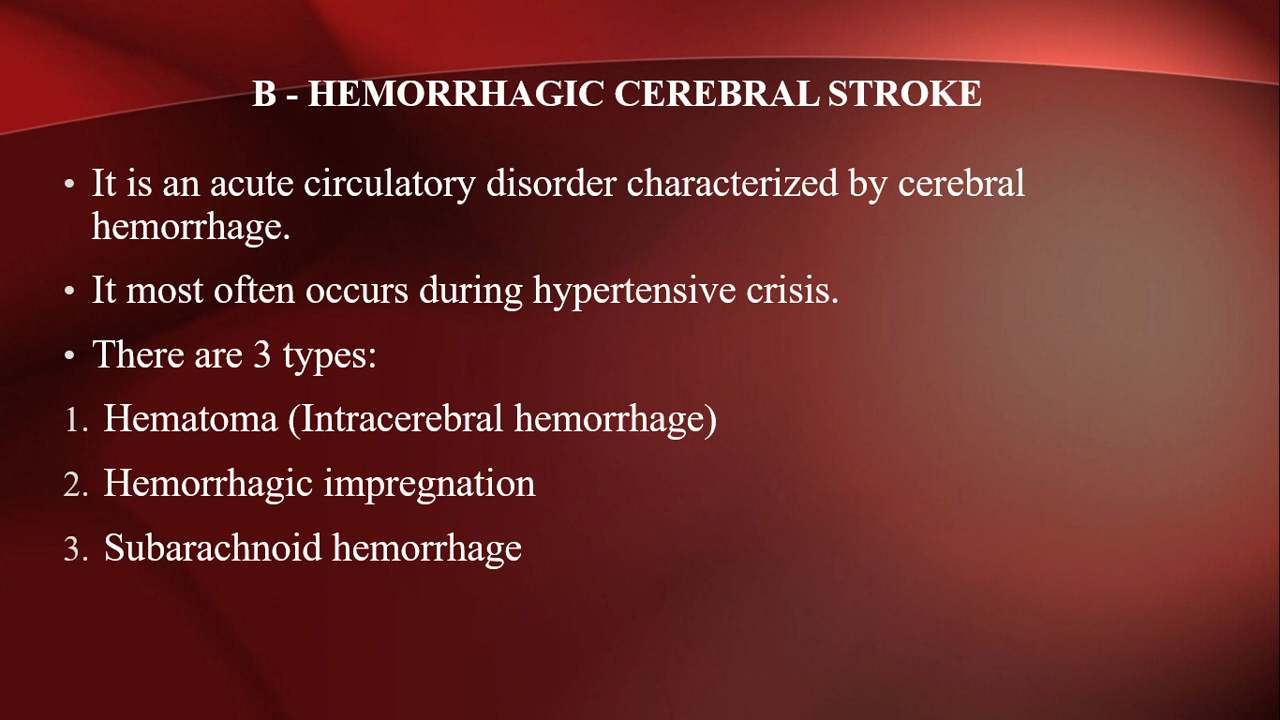 B - HEMORRHAGIC CEREBRAL STROKE
• It is an acute circulatory disorder characterized by cerebral
hemorrhage.
• It most often occurs during hypertensive crisis.
• There are 3 types:
1. Hematoma (Intracerebral hemorrhage)
2. Hemorrhagic impregnation
3. Subarachnoid hemorrhage